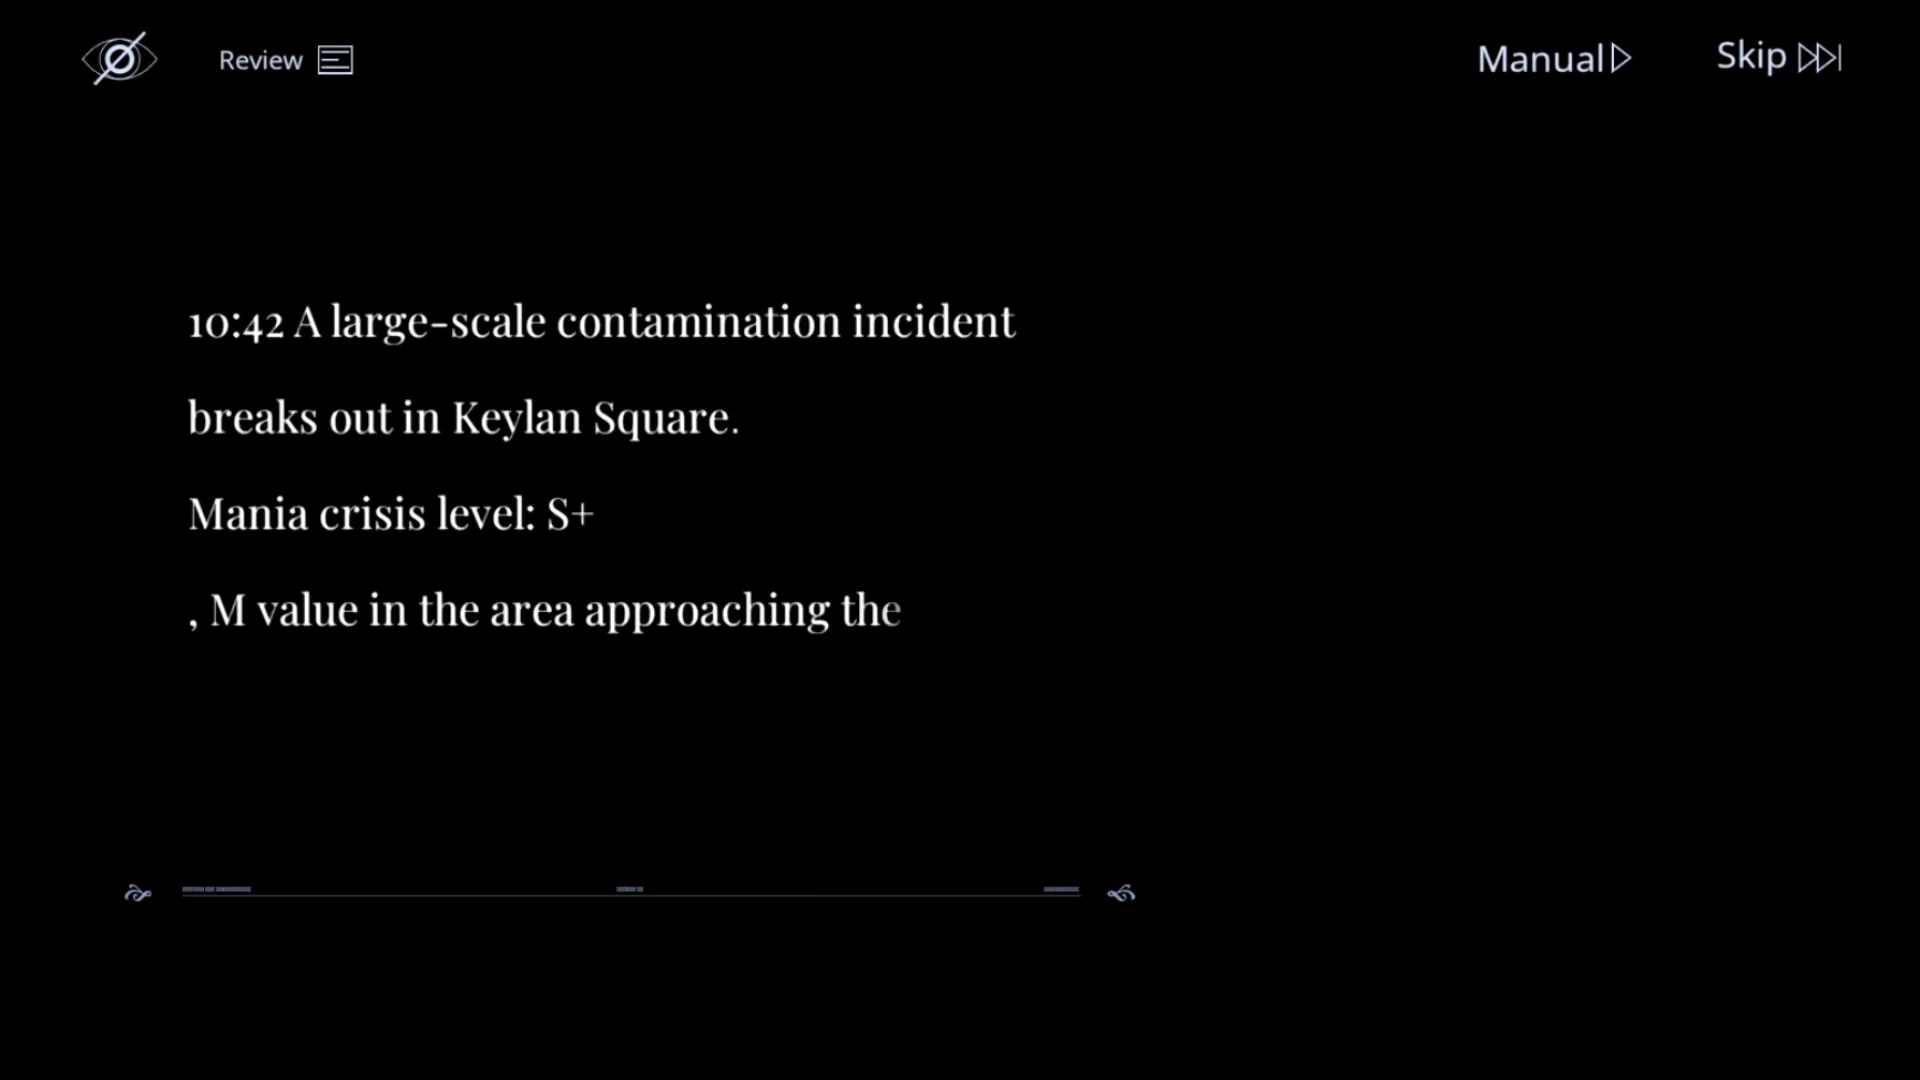 Review
Manual
Skip
10:42 A large-scale contamination incident
breaks out in Keylan Square.
Mania crisis level: S+
, M value in the area approaching the